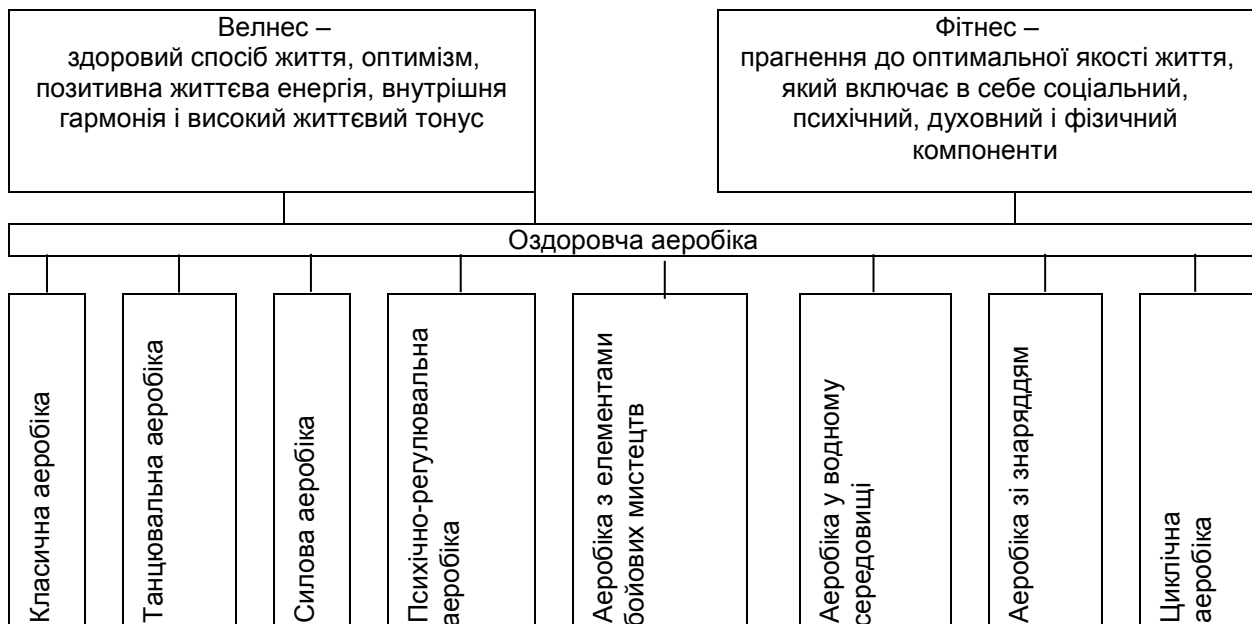 Велнес –
здоровий спосіб життя, оптимізм,
позитивна життєва енергія, внутрішня
гармонія і високий життєвий тонус
Фітнес –
прагнення до оптимальної якості життя,
який включає в себе соціальний,
психічний, духовний і фізичний
компоненти
Оздоровча аеробіка
Класична аеробіка
Танцювальна аеробіка
Силова аеробіка
Психічно-регулювальна
аеробіка
Аеробіка з елементами
бойових мистецтв
Аеробіка у водному
середовищі
Аеробіка зі знаряддям
Циклічна
аеробіка